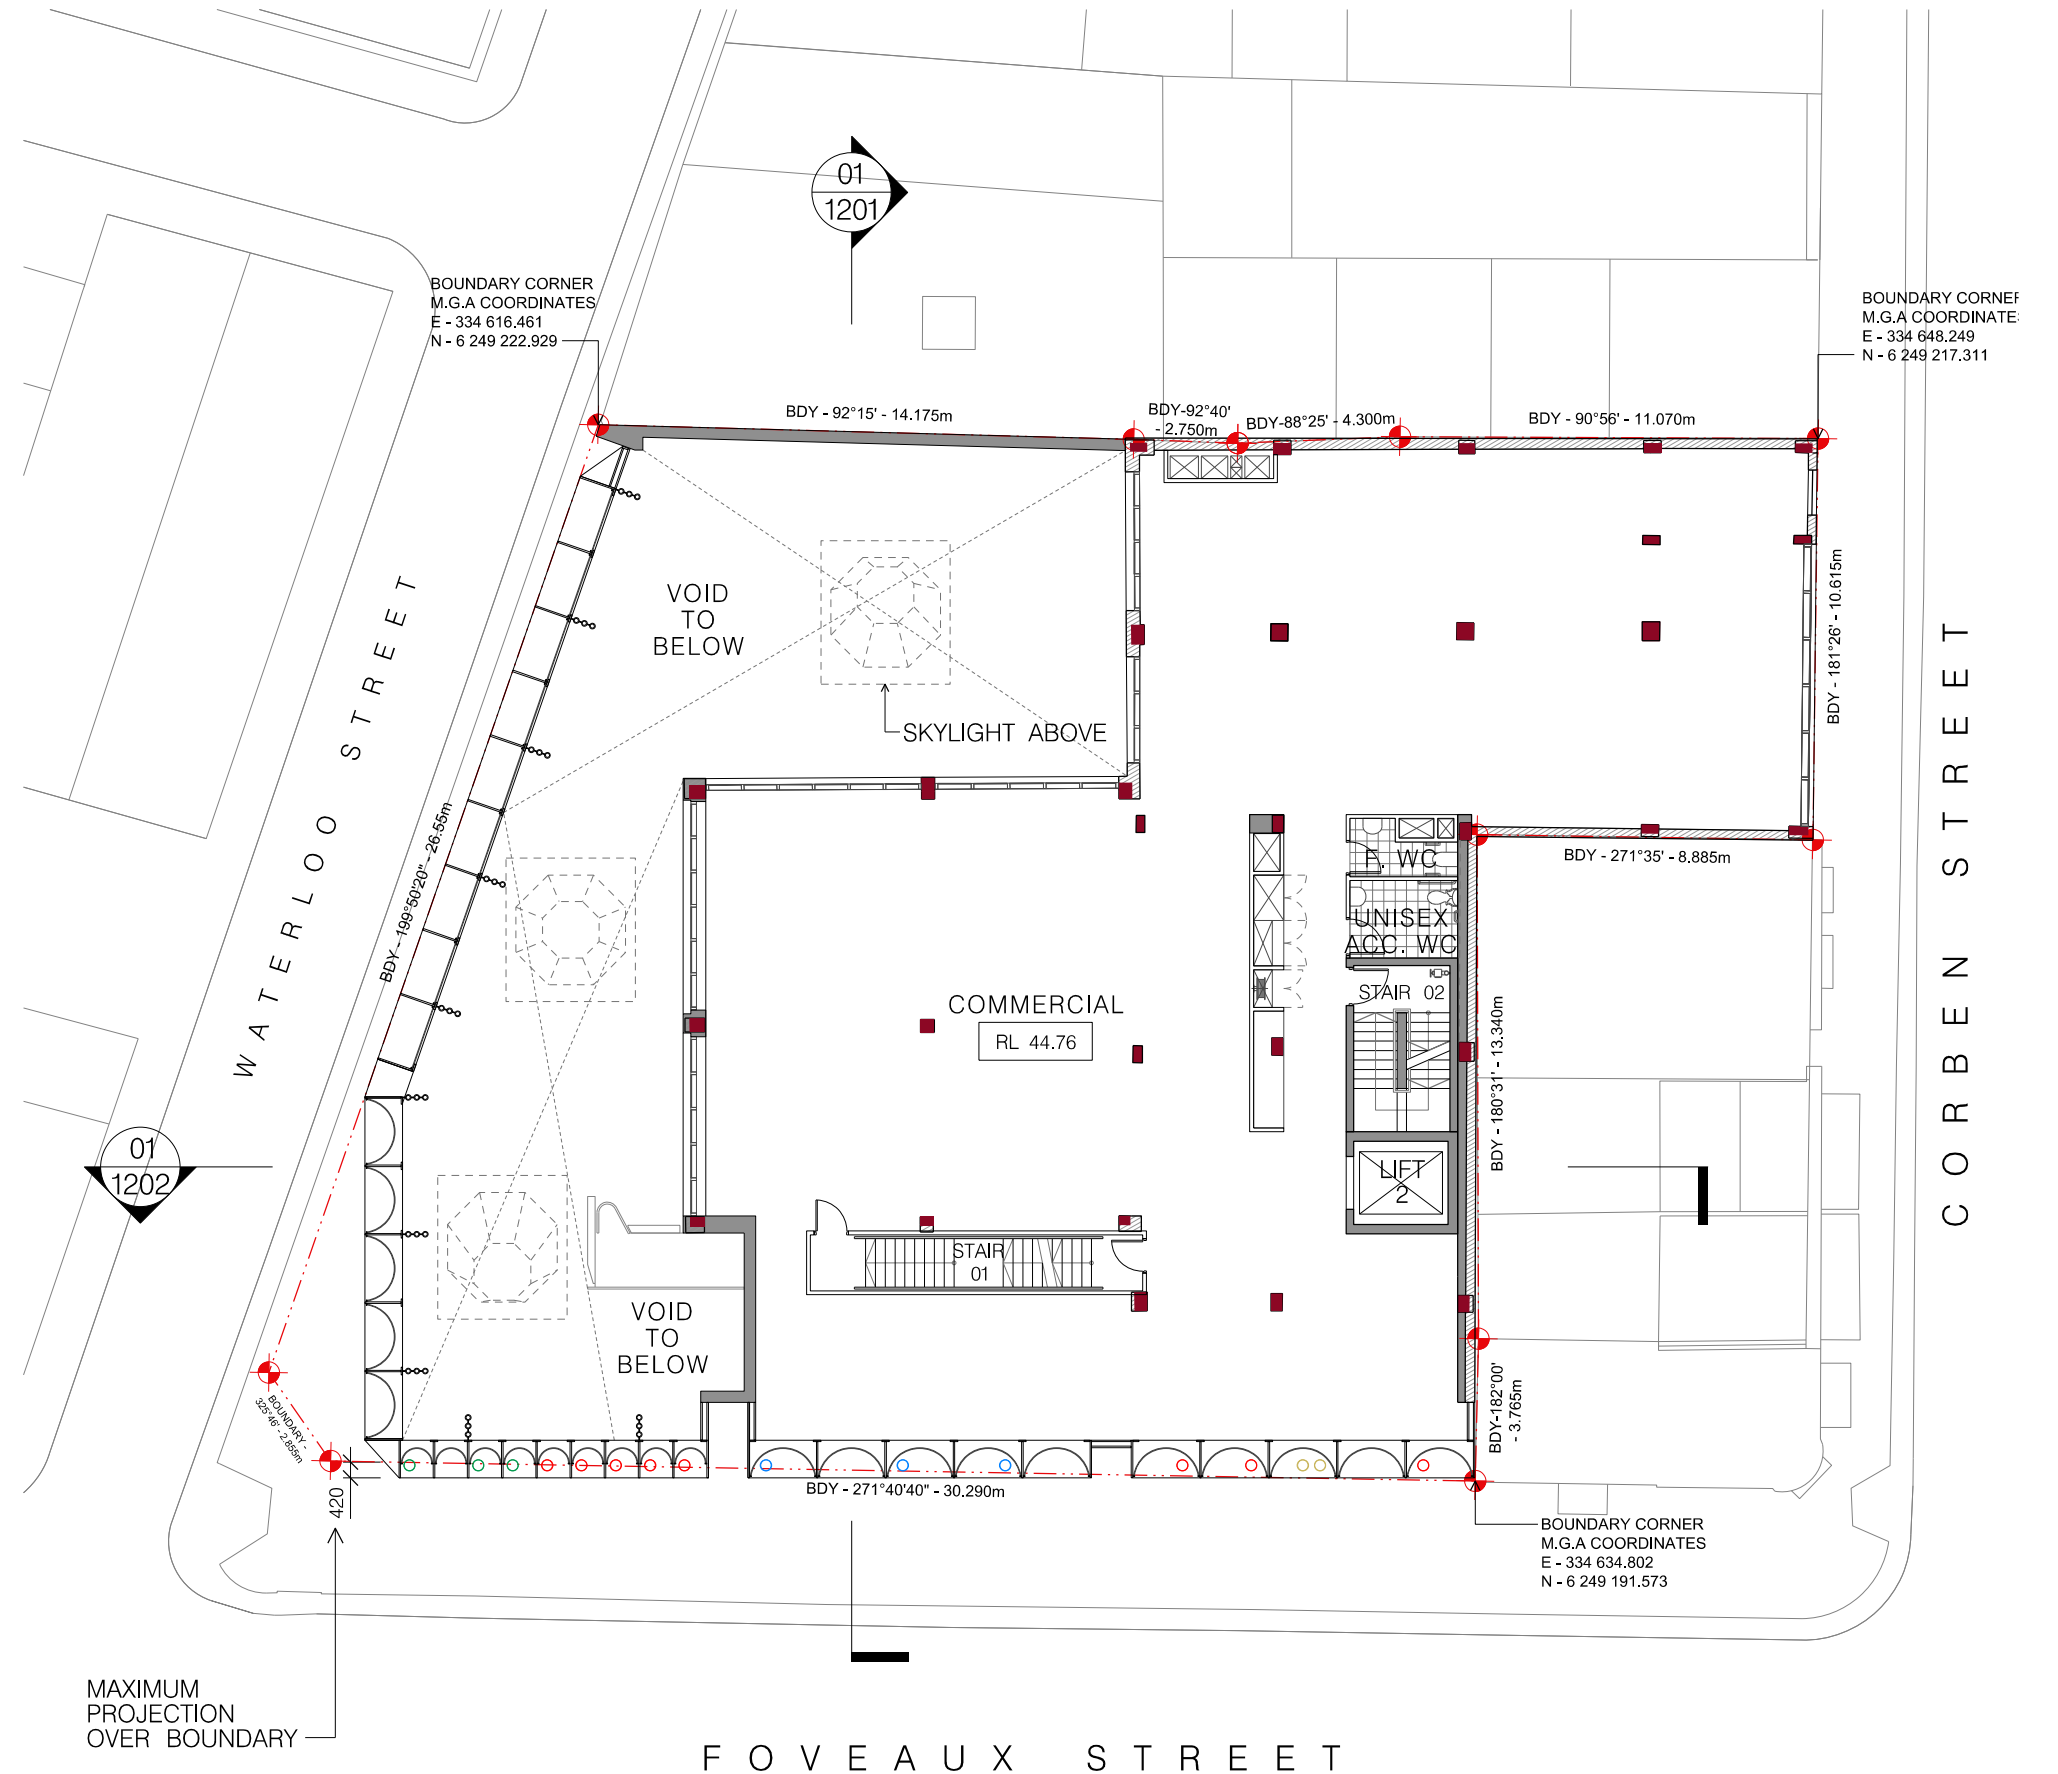 01
1201
BOUNDARY CORNER
M.G.A COORDINATES
E - 334 616.461
N - 6 249 222.929
BOUNDARY CORNER
M.G.A COORDINATES
E - 334 648.249
N - 6 249 217.311
BDY - 92°15' - 14.175m
BDY-92°40'
- 2.750m
BDY-88°25' - 4.300m
BDY - 90°56' - 11.070m
VOID
TO
BELOW
SKYLIGHT ABOVE
BDY - 181°26' - 10.615m
WATERLOO STREET
BDY - 199°50'20" - 26.55m
CORBEN STREET
BDY - 271°35' - 8.885m
F. WC
UNISEX
ACC. WC
STAIR 02
COMMERCIAL
RL 44.76
BDY - 180°31' - 13.340m
01
1202
LIFT
2
STAIR
01
VOID
TO
BELOW
BOUNDARY -
325°46' - 2.855m
BDY-182°00'
- 3.765m
420
BDY - 271°40'40" - 30.290m
BOUNDARY CORNER
M.G.A COORDINATES
E - 334 634.802
N - 6 249 191.573
MAXIMUM
PROJECTION
OVER BOUNDARY
FOVEAUX STREET